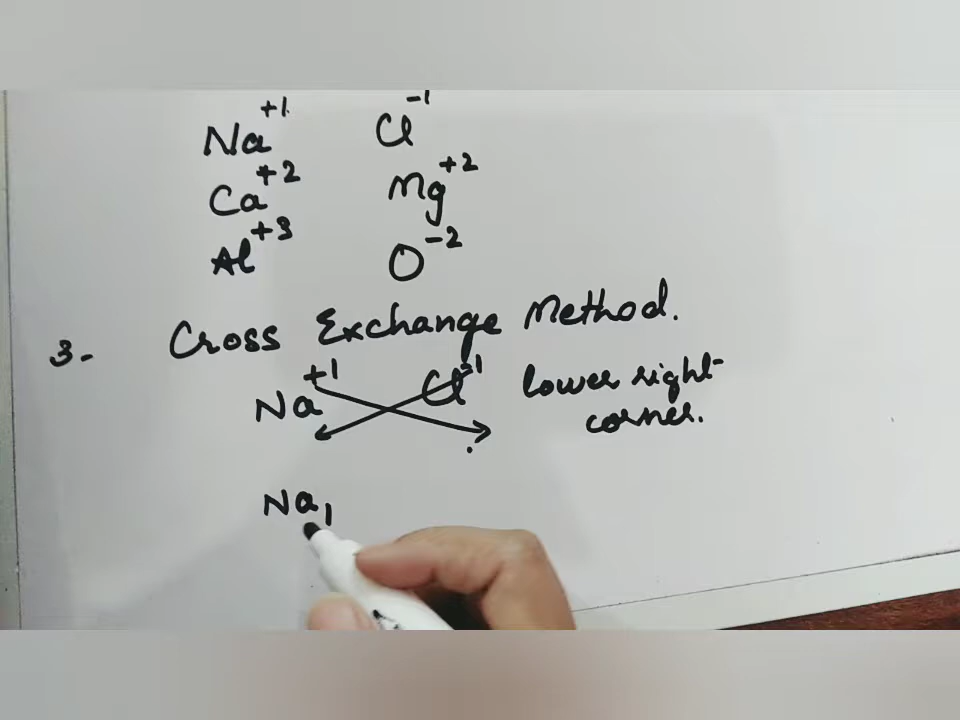 Na+1 Cl-1
Ca+2 Mg+2
Al+3 O-2
3- Cross Exchange Method.
Na+1 Cl-1 lower right-
corner.
Na1